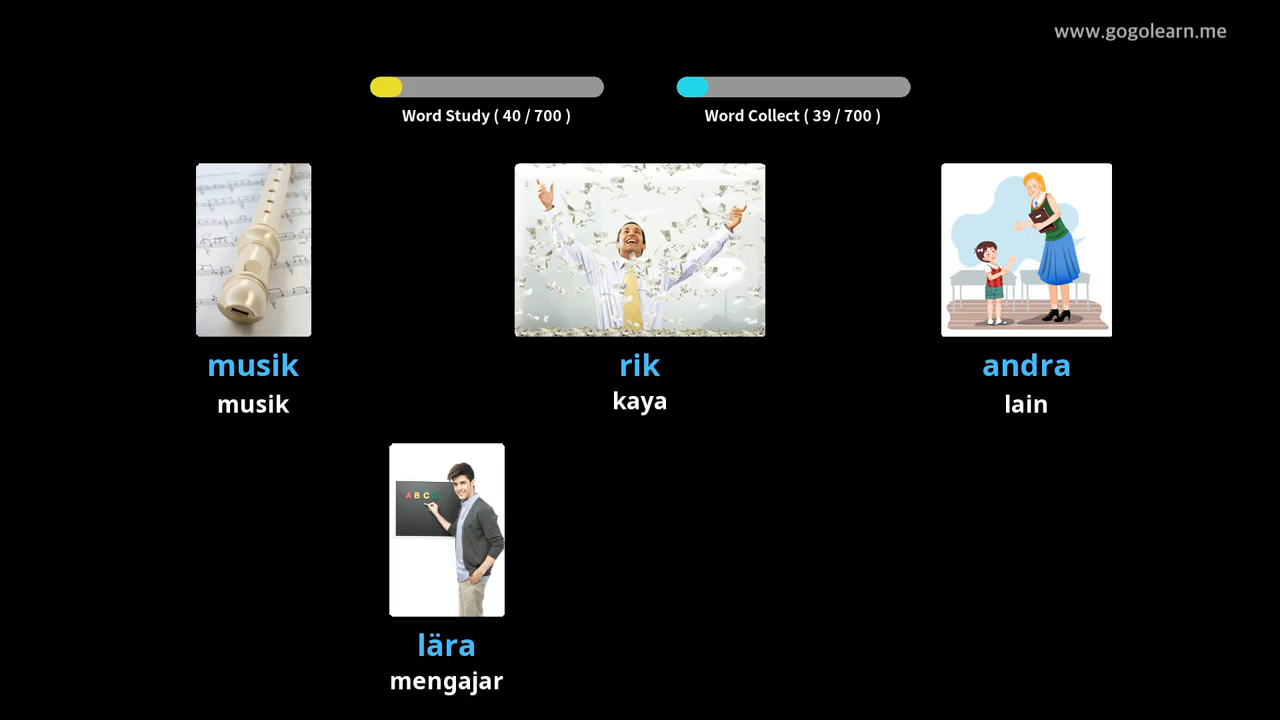 www.gogolearn.me
Word Study ( 40 / 700 )
Word Collect ( 39 / 700 )
musik
musik
rik
kaya
andra
lain
A B C
lära
mengajar